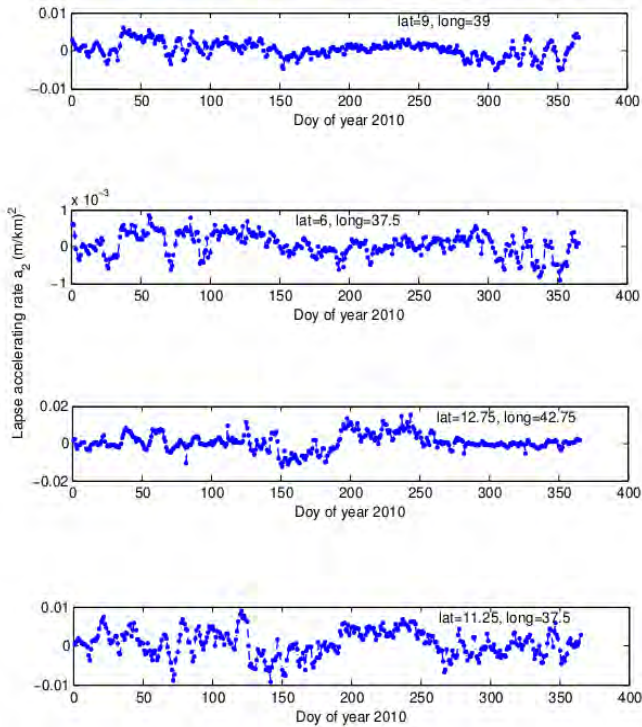 0.005
0
−0.01
0 50 100 150 200 250 300 350 400
lat=9, long=39
Doy of year 2010
x 10⁻³
1
0
−1
0 50 100 150 200 250 300 350 400
lat=6, long=37.5
Doy of year 2010
Lapse accelerating rate a₂ (m/km)²
0.02
0
−0.02
0 50 100 150 200 250 300 350 400
lat=12.75, long=42.75
Doy of year 2010
0.01
0
−0.01
0 50 100 150 200 250 300 350 400
lat=11.25, long=37.5
Doy of year 2010